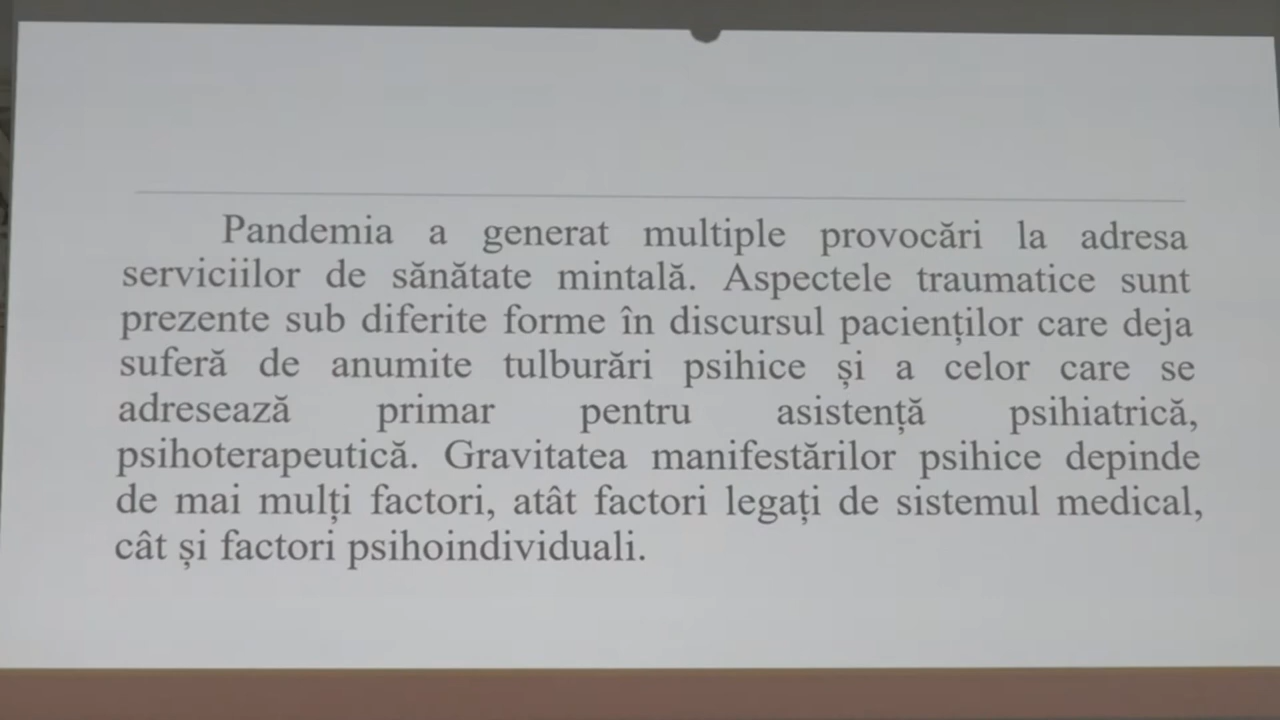 Pandemia a generat multiple provocări la adresa
serviciilor de sănătate mintală. Aspectele traumatice sunt
prezente sub diferite forme în discursul pacienților care deja
suferă de anumite tulburări psihice și a celor care se
adresează primar pentru asistență psihiatrică,
psihoterapeutică. Gravitatea manifestărilor psihice depinde
de mai mulți factori, atât factori legați de sistemul medical,
cât și factori psihoindividuali.